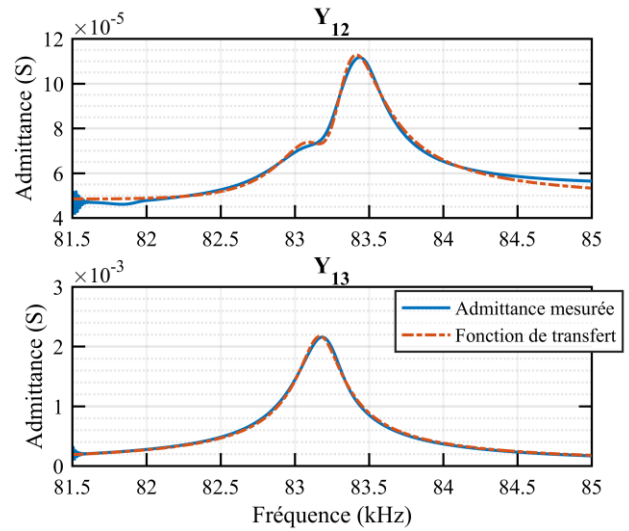 ×10⁻⁵
Y₁₂
12
10
8
6
4
Admittance (S)
81.5 82 82.5 83 83.5 84 84.5 85
×10⁻³
Y₁₃
3
2
1
0
Admittance (S)
Admittance mesurée
Fonction de transfert
81.5 82 82.5 83 83.5 84 84.5 85
Fréquence (kHz)